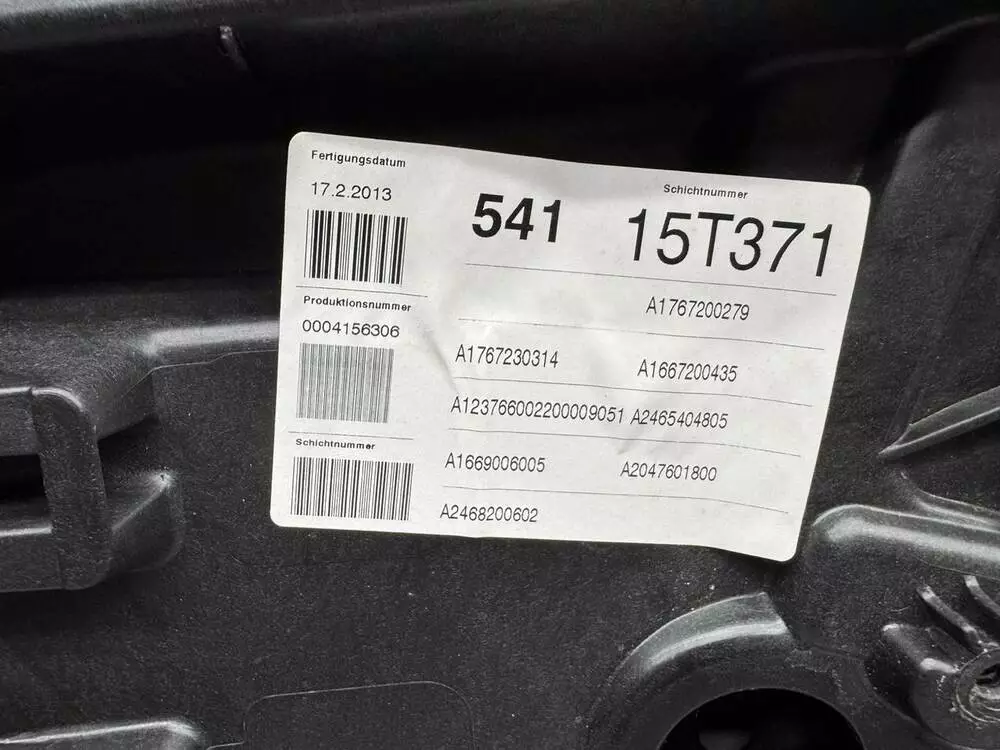 Fertigungsdatum
17.2.2013
541
Schichtnummer
15T371
Produktionsnummer
0004156306
Schichtnummer
A1767200279
A1767230314 A1667200435
A123766002200009051 A2465404805
A1669006005 A2047601800
A2468200602